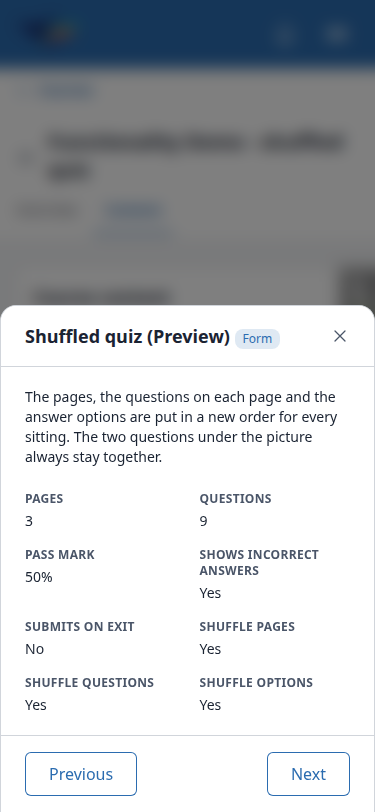 Shuffled quiz (Preview) Form
The pages, the questions on each page and the
answer options are put in a new order for every
sitting. The two questions under the picture
always stay together.
PAGES
3
QUESTIONS
9
PASS MARK
50%
SHOWS INCORRECT
ANSWERS
Yes
SUBMITS ON EXIT
No
SHUFFLE PAGES
Yes
SHUFFLE QUESTIONS
Yes
SHUFFLE OPTIONS
Yes
Previous
Next